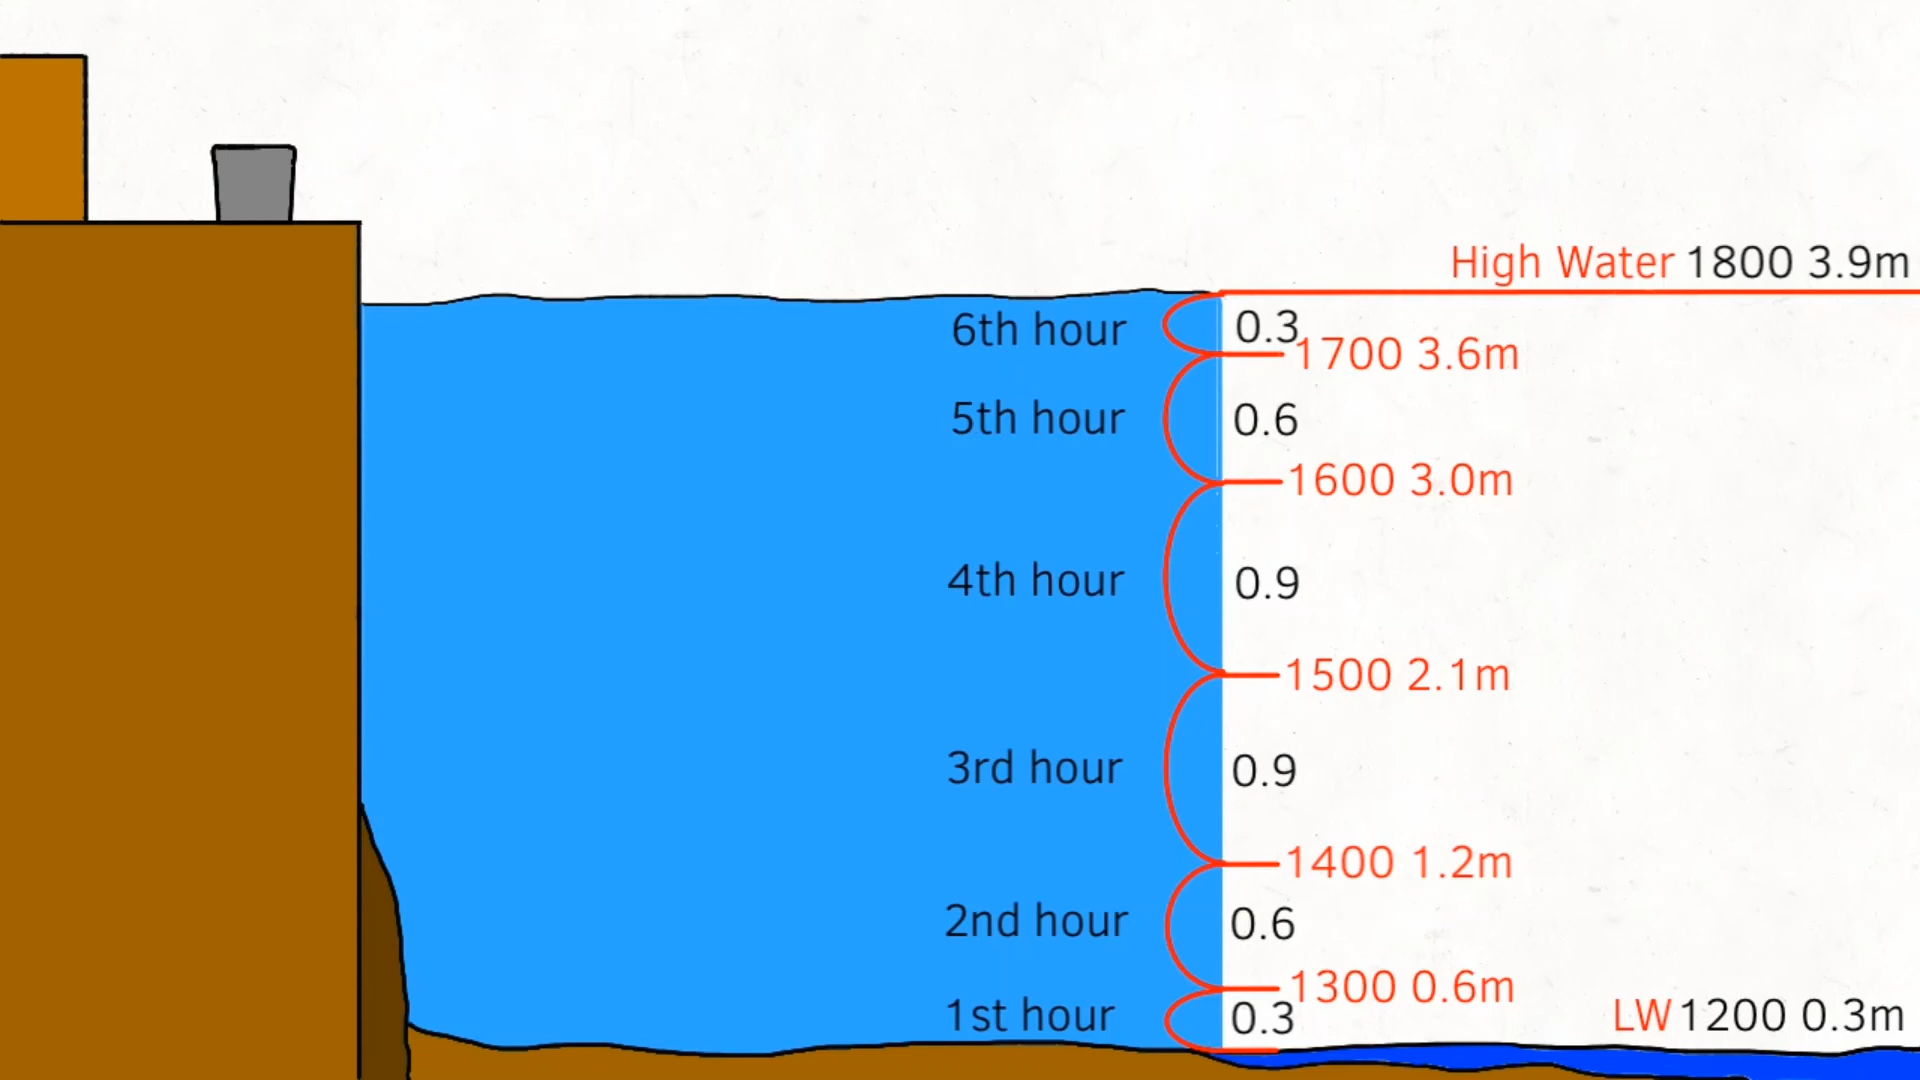 High Water 1800 3.9m
6th hour 0.3
1700 3.6m
5th hour 0.6
1600 3.0m
4th hour 0.9
1500 2.1m
3rd hour 0.9
1400 1.2m
2nd hour 0.6
1300 0.6m
1st hour 0.3
LW 1200 0.3m